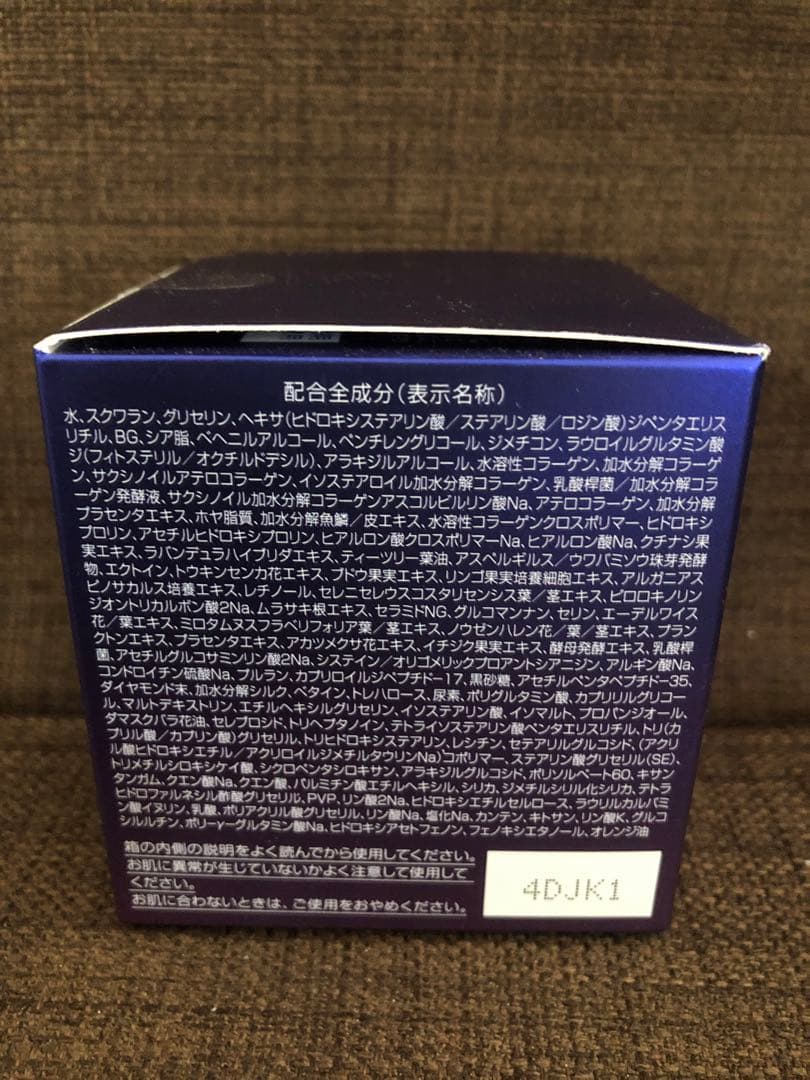 配合全成分(表示名称)
水、スクワラン、グリセリン、ヘキサ(ヒドロキシステアリン酸/ステアリン酸/ロジン酸)ジペンタエリス
リチル、BG、シア脂、ベヘニルアルコール、ペンチレングリコール、ジメチコン、ラウロイルグルタミン酸
ジ(フィトステリル/オクチルドデシル)、アラキジルアルコール、水溶性コラーゲン、加水分解コラーゲ
ン、サクシノイルアテロコラーゲン、イソステアロイル加水分解コラーゲン、乳酸桿菌/加水分解コラ
ーゲン発酵液、サクシノイル加水分解コラーゲンアスコルビルリン酸Na、アテロコラーゲン、加水分解
プラセンタエキス、ホヤ脂質、加水分解魚鱗/皮エキス、水溶性コラーゲンクロスポリマー、ヒドロキシ
プロリン、アセチルヒドロキシプロリン、ヒアルロン酸クロスポリマーNa、ヒアルロン酸Na、クチナシ果
実エキス、ラバンデュラハイブリダエキス、ティーツリー葉油、アスペルギルス/ウワバミソウ珠芽発酵
物、エクトイン、トウキンセンカ花エキス、ブドウ果実エキス、リンゴ果実培養細胞エキス、アルガニアス
ピノサカルス培養エキス、レチノール、セレニセレウスコスタリセンシス葉/茎エキス、ピロロキノリン
ジオントリカルボン酸2Na、ムラサキ根エキス、セラミドNG、グルコマンナン、セリン、エーデルワイス
花/葉エキス、ミロタムヌスフラベリフォリア葉/茎エキス、ノウゼンハレン花/葉/茎エキス、プラン
クトンエキス、プラセンタエキス、アカツメクサ花エキス、イチジク果実エキス、酵母発酵エキス、乳酸桿
菌、アセチルグルコサミンリン酸2Na、システイン/オリゴメリックプロアントシアニジン、アルギン酸Na、
コンドロイチン硫酸Na、プルラン、カプロイルジペプチド-17、黒砂糖、アセチルペンタペプチド-35、
ダイヤモンド末、加水分解シルク、ベタイン、トレハロース、尿素、ポリグルタミン酸、カプリリルグリコー
ル、マルトデキストリン、エチルヘキシルグリセリン、イソステアリン酸、イソマルト、プロパンジオール、
ダマスクバラ花油、セレブロシド、トリヘプタノイン、テトライソステアリン酸ペンタエリスリチル、トリ(カ
プリル酸/カプリン酸)グリセリル、トリヒドロキシステアリン、レシチン、セテアリルグルコシド、(アクリ
ル酸ヒドロキシエチル/アクリロイルジメチルタウリンNa)コポリマー、ステアリン酸グリセリル(SE)、
トリメチルシロキシケイ酸、シクロペンタシロキサン、アラキジルグルコシド、ポリソルベート60、キサン
タンガム、クエン酸Na、クエン酸、パルミチン酸エチルヘキシル、シリカ、ジメチルシリル化シリカ、テトラ
ヒドロファルネシル酢酸グリセリル、PVP、リン酸2Na、ヒドロキシエチルセルロース、ラウリルカルバミ
ン酸イヌリン、乳酸、ポリアクリル酸グリセリル、リン酸Na、塩化Na、カンテン、キトサン、リン酸K、グルコ
シルルチン、ポリ-γ-グルタミン酸Na、ヒドロキシアセトフェノン、フェノキシエタノール、オレンジ油
箱の内側の説明をよく読んでから使用してください。
お肌に異常が生じていないかよく注意して使用して
ください。
お肌に合わないときは、ご使用をおやめください。
4DJK1